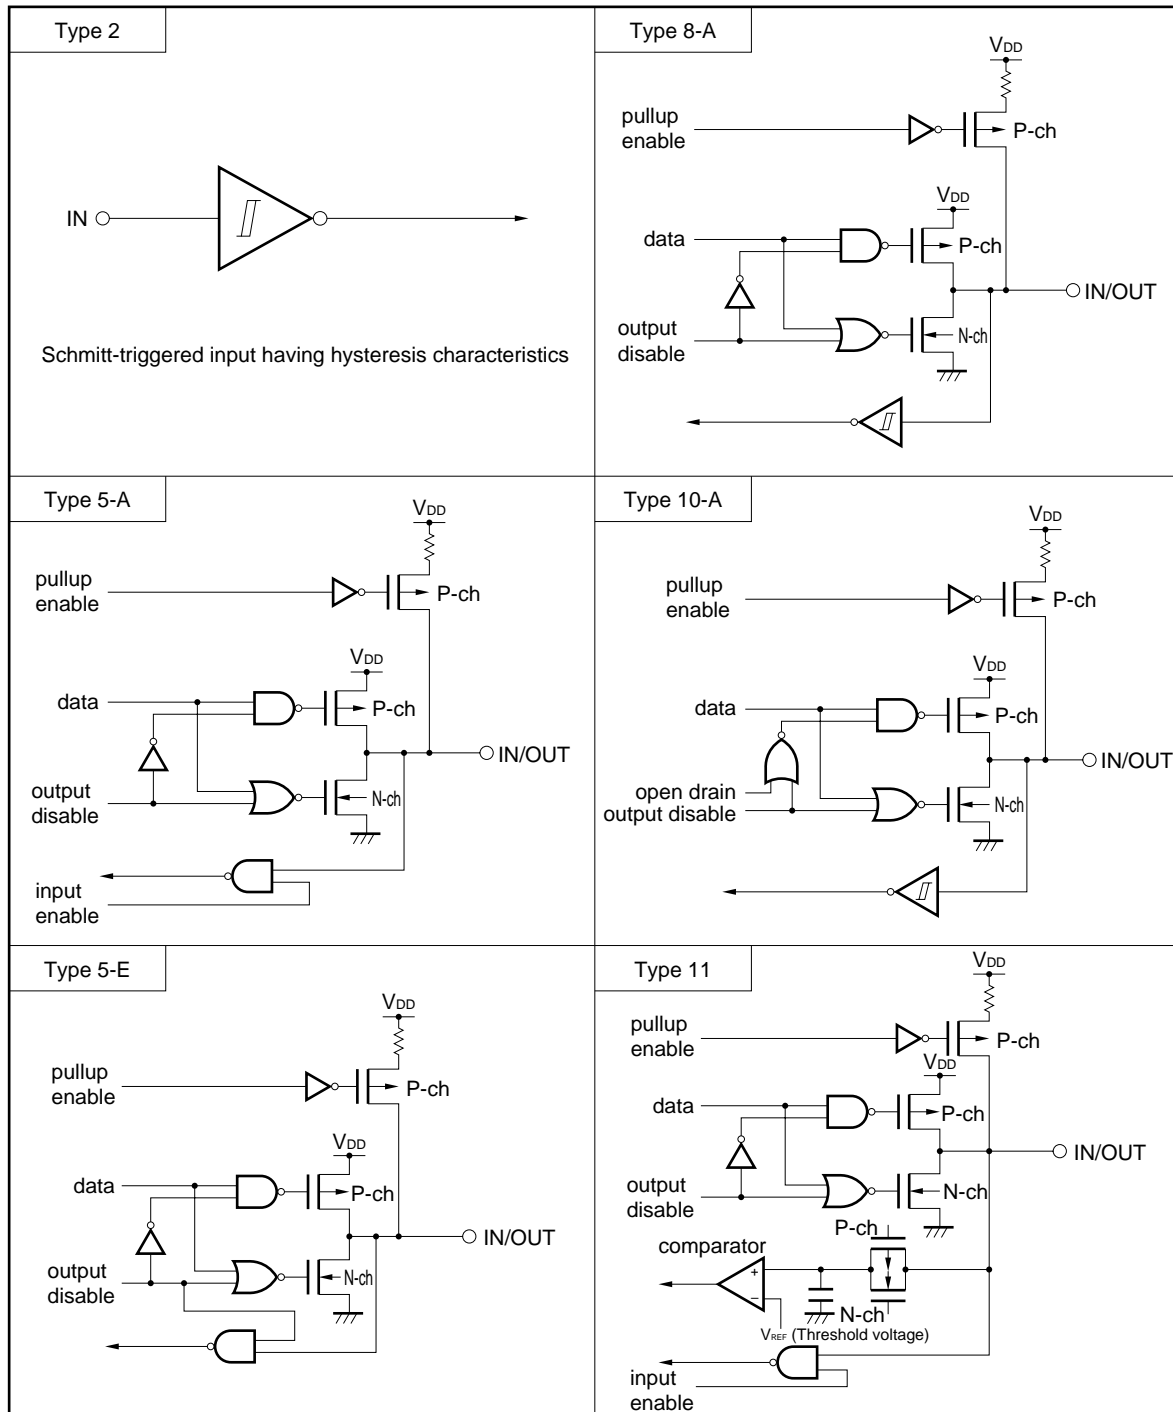 Type 2
IN
Schmitt-triggered input having hysteresis characteristics
Type 8-A
VDD
pullup
enable
P-ch
VDD
data
P-ch
IN/OUT
output
disable
N-ch
Type 5-A
VDD
pullup
enable
P-ch
VDD
data
P-ch
IN/OUT
output
disable
N-ch
input
enable
Type 10-A
VDD
pullup
enable
P-ch
VDD
data
P-ch
IN/OUT
open drain
output disable
N-ch
Type 5-E
VDD
pullup
enable
P-ch
VDD
data
P-ch
IN/OUT
output
disable
N-ch
Type 11
VDD
pullup
enable
P-ch
VDD
data
P-ch
IN/OUT
output
disable
N-ch
P-ch
comparator
+
−
N-ch
VREF (Threshold voltage)
input
enable